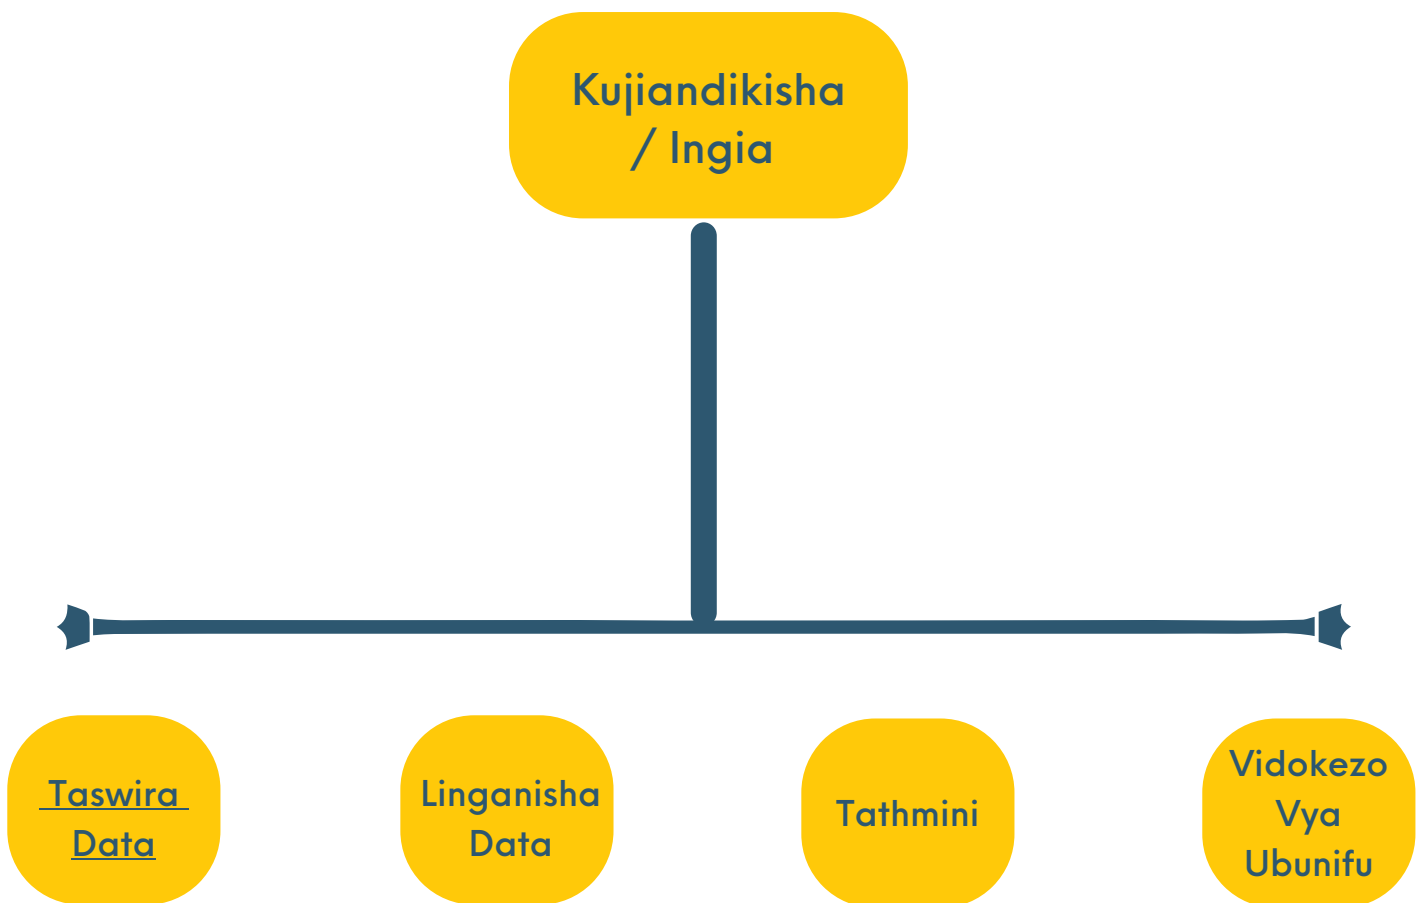 Kujiandikisha
/ Ingia
Taswira
Data
Linganisha
Data
Tathmini
Vidokezo
Vya
Ubunifu